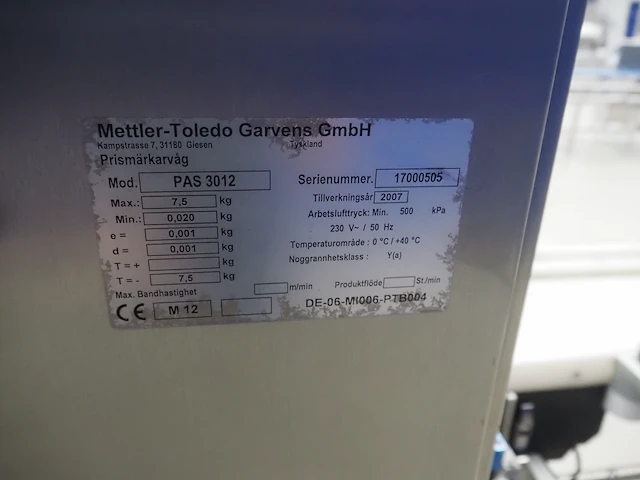 Mettler-Toledo Garvens GmbH
Kampstrasse 7, 31180 Giesen Tyskland
Prismärkarvåg
Mod. PAS 3012 Serienummer. 17000505
Max.: 7,5 kg Tillverkningsår 2007
Min.: 0,020 kg Arbetslufttryck: Min. 500 kPa
e = 0,001 kg 230 V~ / 50 Hz
d = 0,001 kg Temperaturområde : 0 °C / +40 °C
T = + kg Noggrannhetsklass : Y(a)
T = - 7,5 kg
Max. Bandhastighet m/min Produktflöde St./min
CE M 12 DE-06-MI006-PTB004